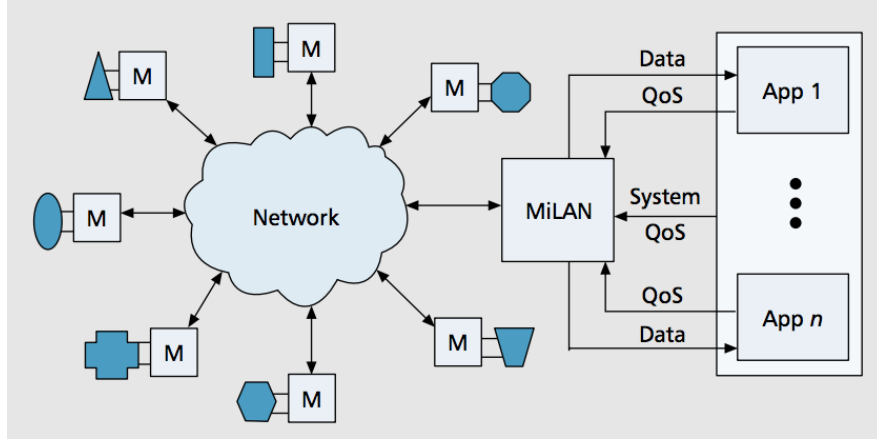 M
M
M
M
M
M
M
Network
MiLAN
Data
QoS
System
QoS
QoS
Data
App 1
App n